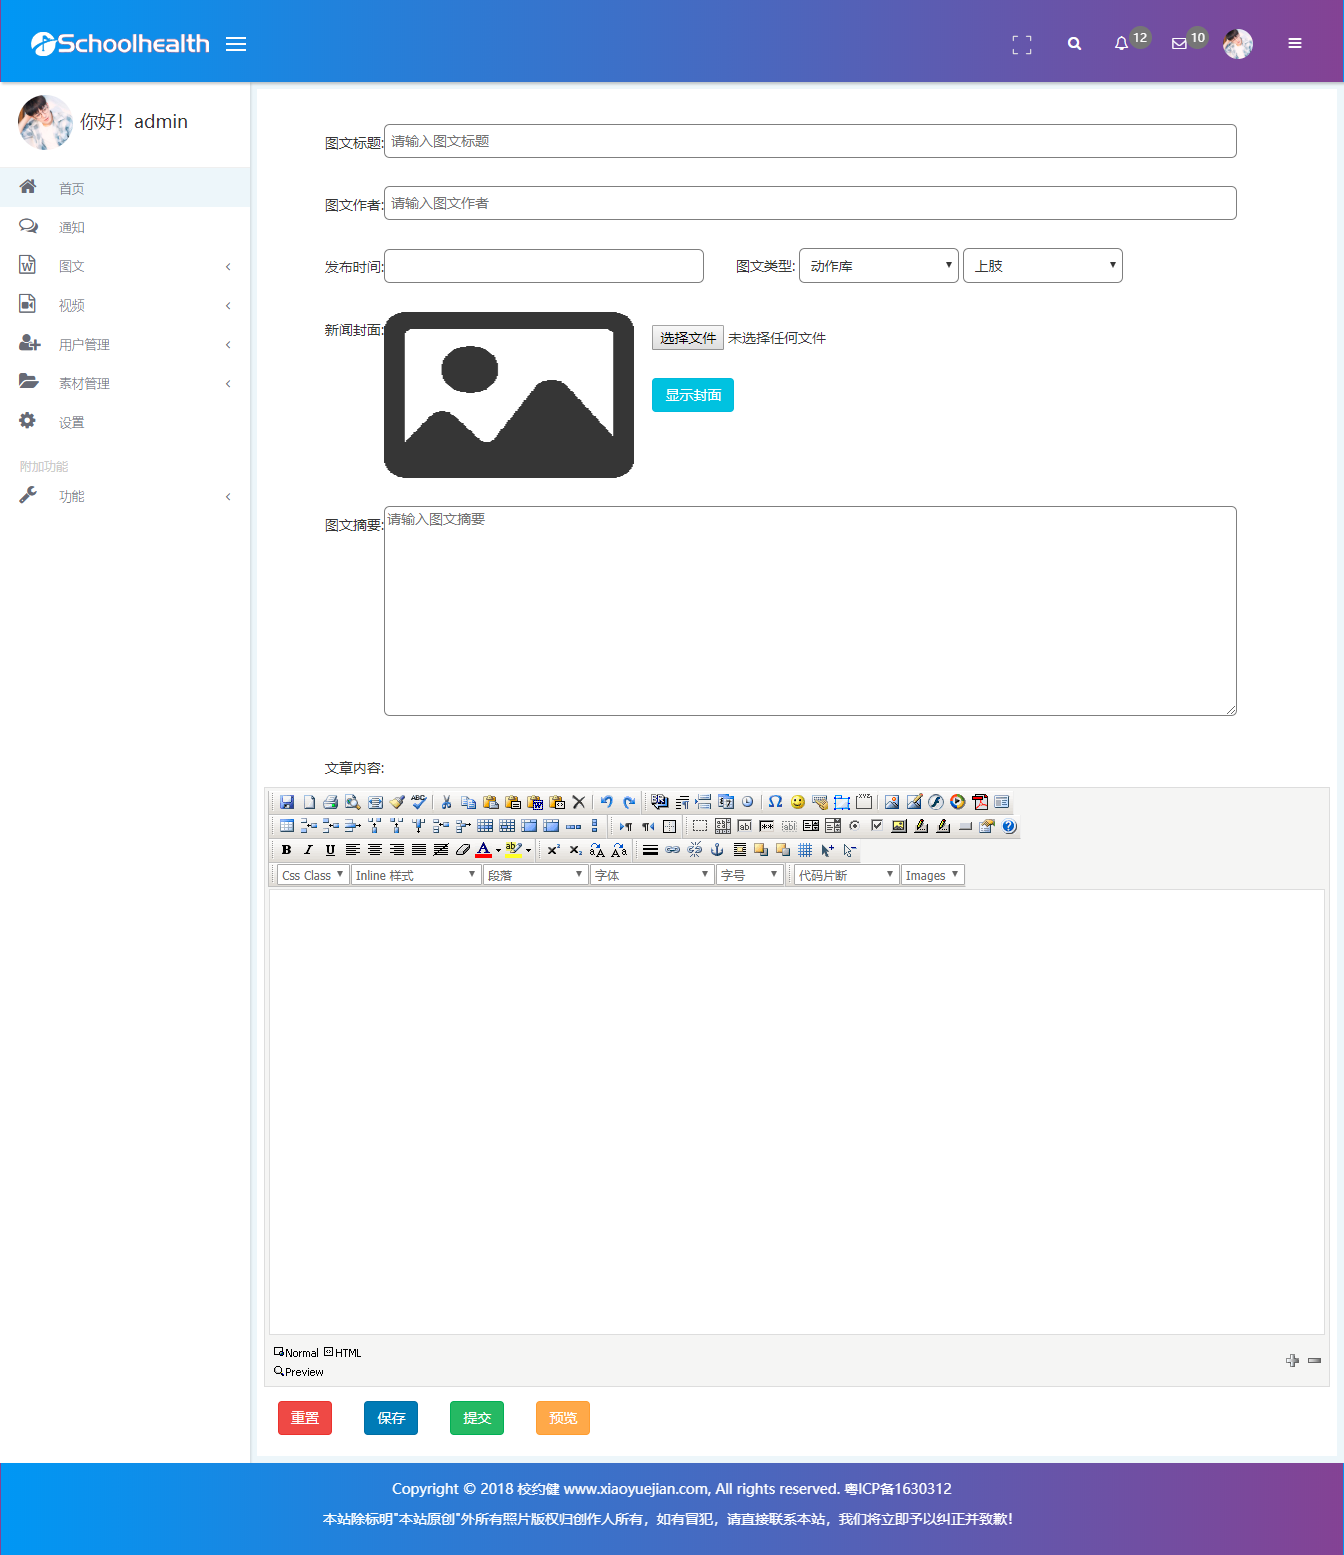 Schoolhealth
12
10
你好！admin
首页
通知
图文
视频
用户管理
素材管理
设置
附加功能
功能
图文标题:
请输入图文标题
图文作者:
请输入图文作者
发布时间:
图文类型:
动作库
上肢
新闻封面:
选择文件 未选择任何文件
显示封面
图文摘要:
请输入图文摘要
文章内容:
Css Class
Inline 样式
段落
字体
字号
代码片断
Images
Normal HTML
Preview
重置
保存
提交
预览
Copyright © 2018 校约健 www.xiaoyuejian.com, All rights reserved. 粤ICP备1630312
本站除标明"本站原创"外所有照片版权归创作人所有，如有冒犯，请直接联系本站，我们将立即予以纠正并致歉！